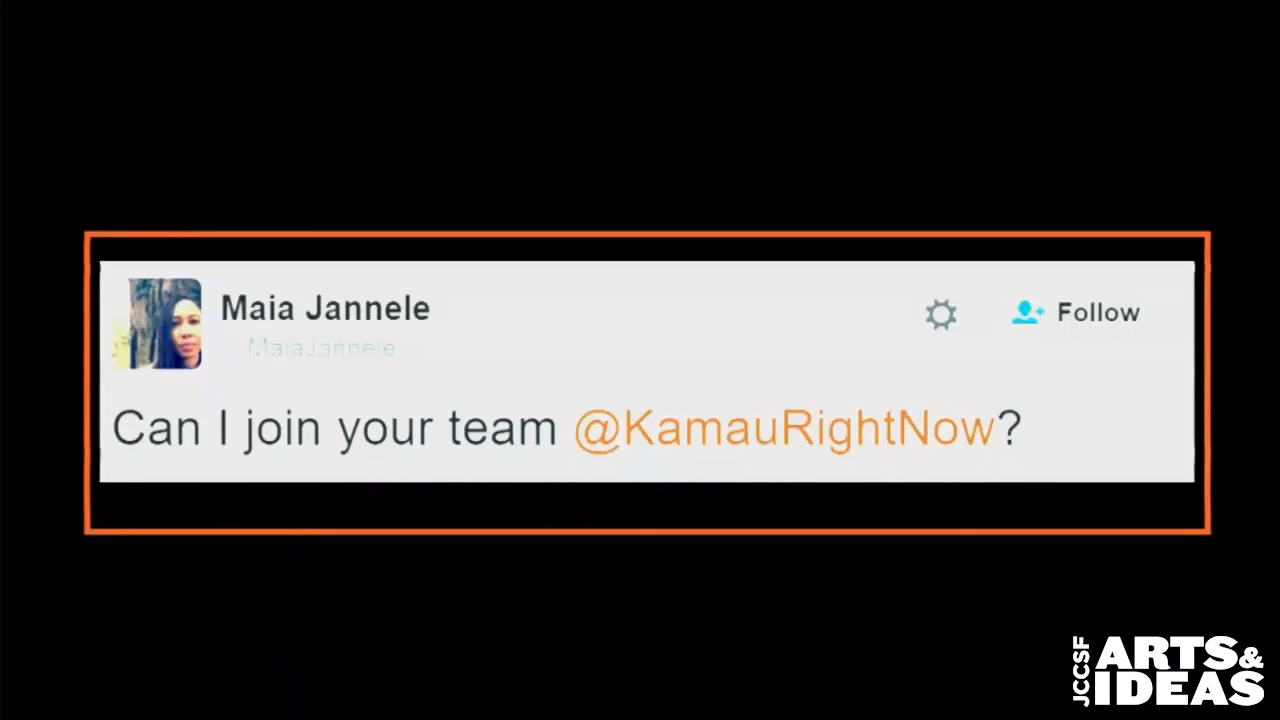 Maia Jannele
MaiaJannele
Follow
Can I join your team @KamauRightNow?
JCCSF
ARTS&
IDEAS